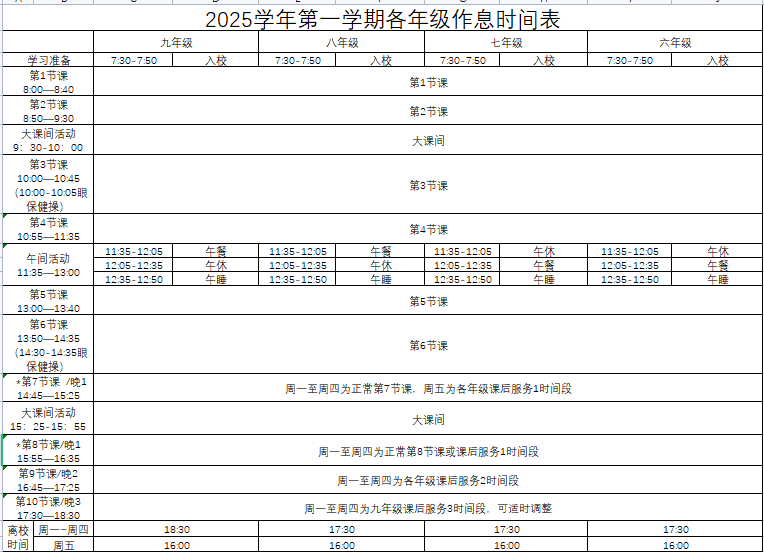 2025学年第一学期各年级作息时间表
九年级 八年级 七年级 六年级
学习准备 7:30-7:50 入校 7:30-7:50 入校 7:30-7:50 入校 7:30-7:50 入校
第1节课
8:00—8:40
第1节课
第2节课
8:50—9:30
第2节课
大课间活动
9：30-10：00
大课间
第3节课
10:00—10:45
(10:00-10:05眼
保健操)
第3节课
第4节课
10:55—11:35
第4节课
午间活动
11:35—13:00
11:35-12:05 午餐 11:35-12:05 午餐 11:35-12:05 午休 11:35-12:05 午休
12:05-12:35 午休 12:05-12:35 午休 12:05-12:35 午餐 12:05-12:35 午餐
12:35-12:50 午睡 12:35-12:50 午睡 12:35-12:50 午睡 12:35-12:50 午睡
第5节课
13:00—13:40
第5节课
第6节课
13:50—14:35
(14:30-14:35眼
保健操)
第6节课
*第7节课 /晚1
14:45—15:25
周一至周四为正常第7节课，周五为各年级课后服务1时间段
大课间活动
15：25-15：55
大课间
*第8节课/晚1
15:55—16:35
周一至周四为正常第8节课或课后服务1时间段
第9节课/晚2
16:45—17:25
周一至周四为各年级课后服务2时间段
第10节课/晚3
17:30—18:30
周一至周四为九年级课后服务3时间段，可适时调整
离校
时间
周一--周四 18:30 17:30 17:30 17:30
周五 16:00 16:00 16:00 16:00